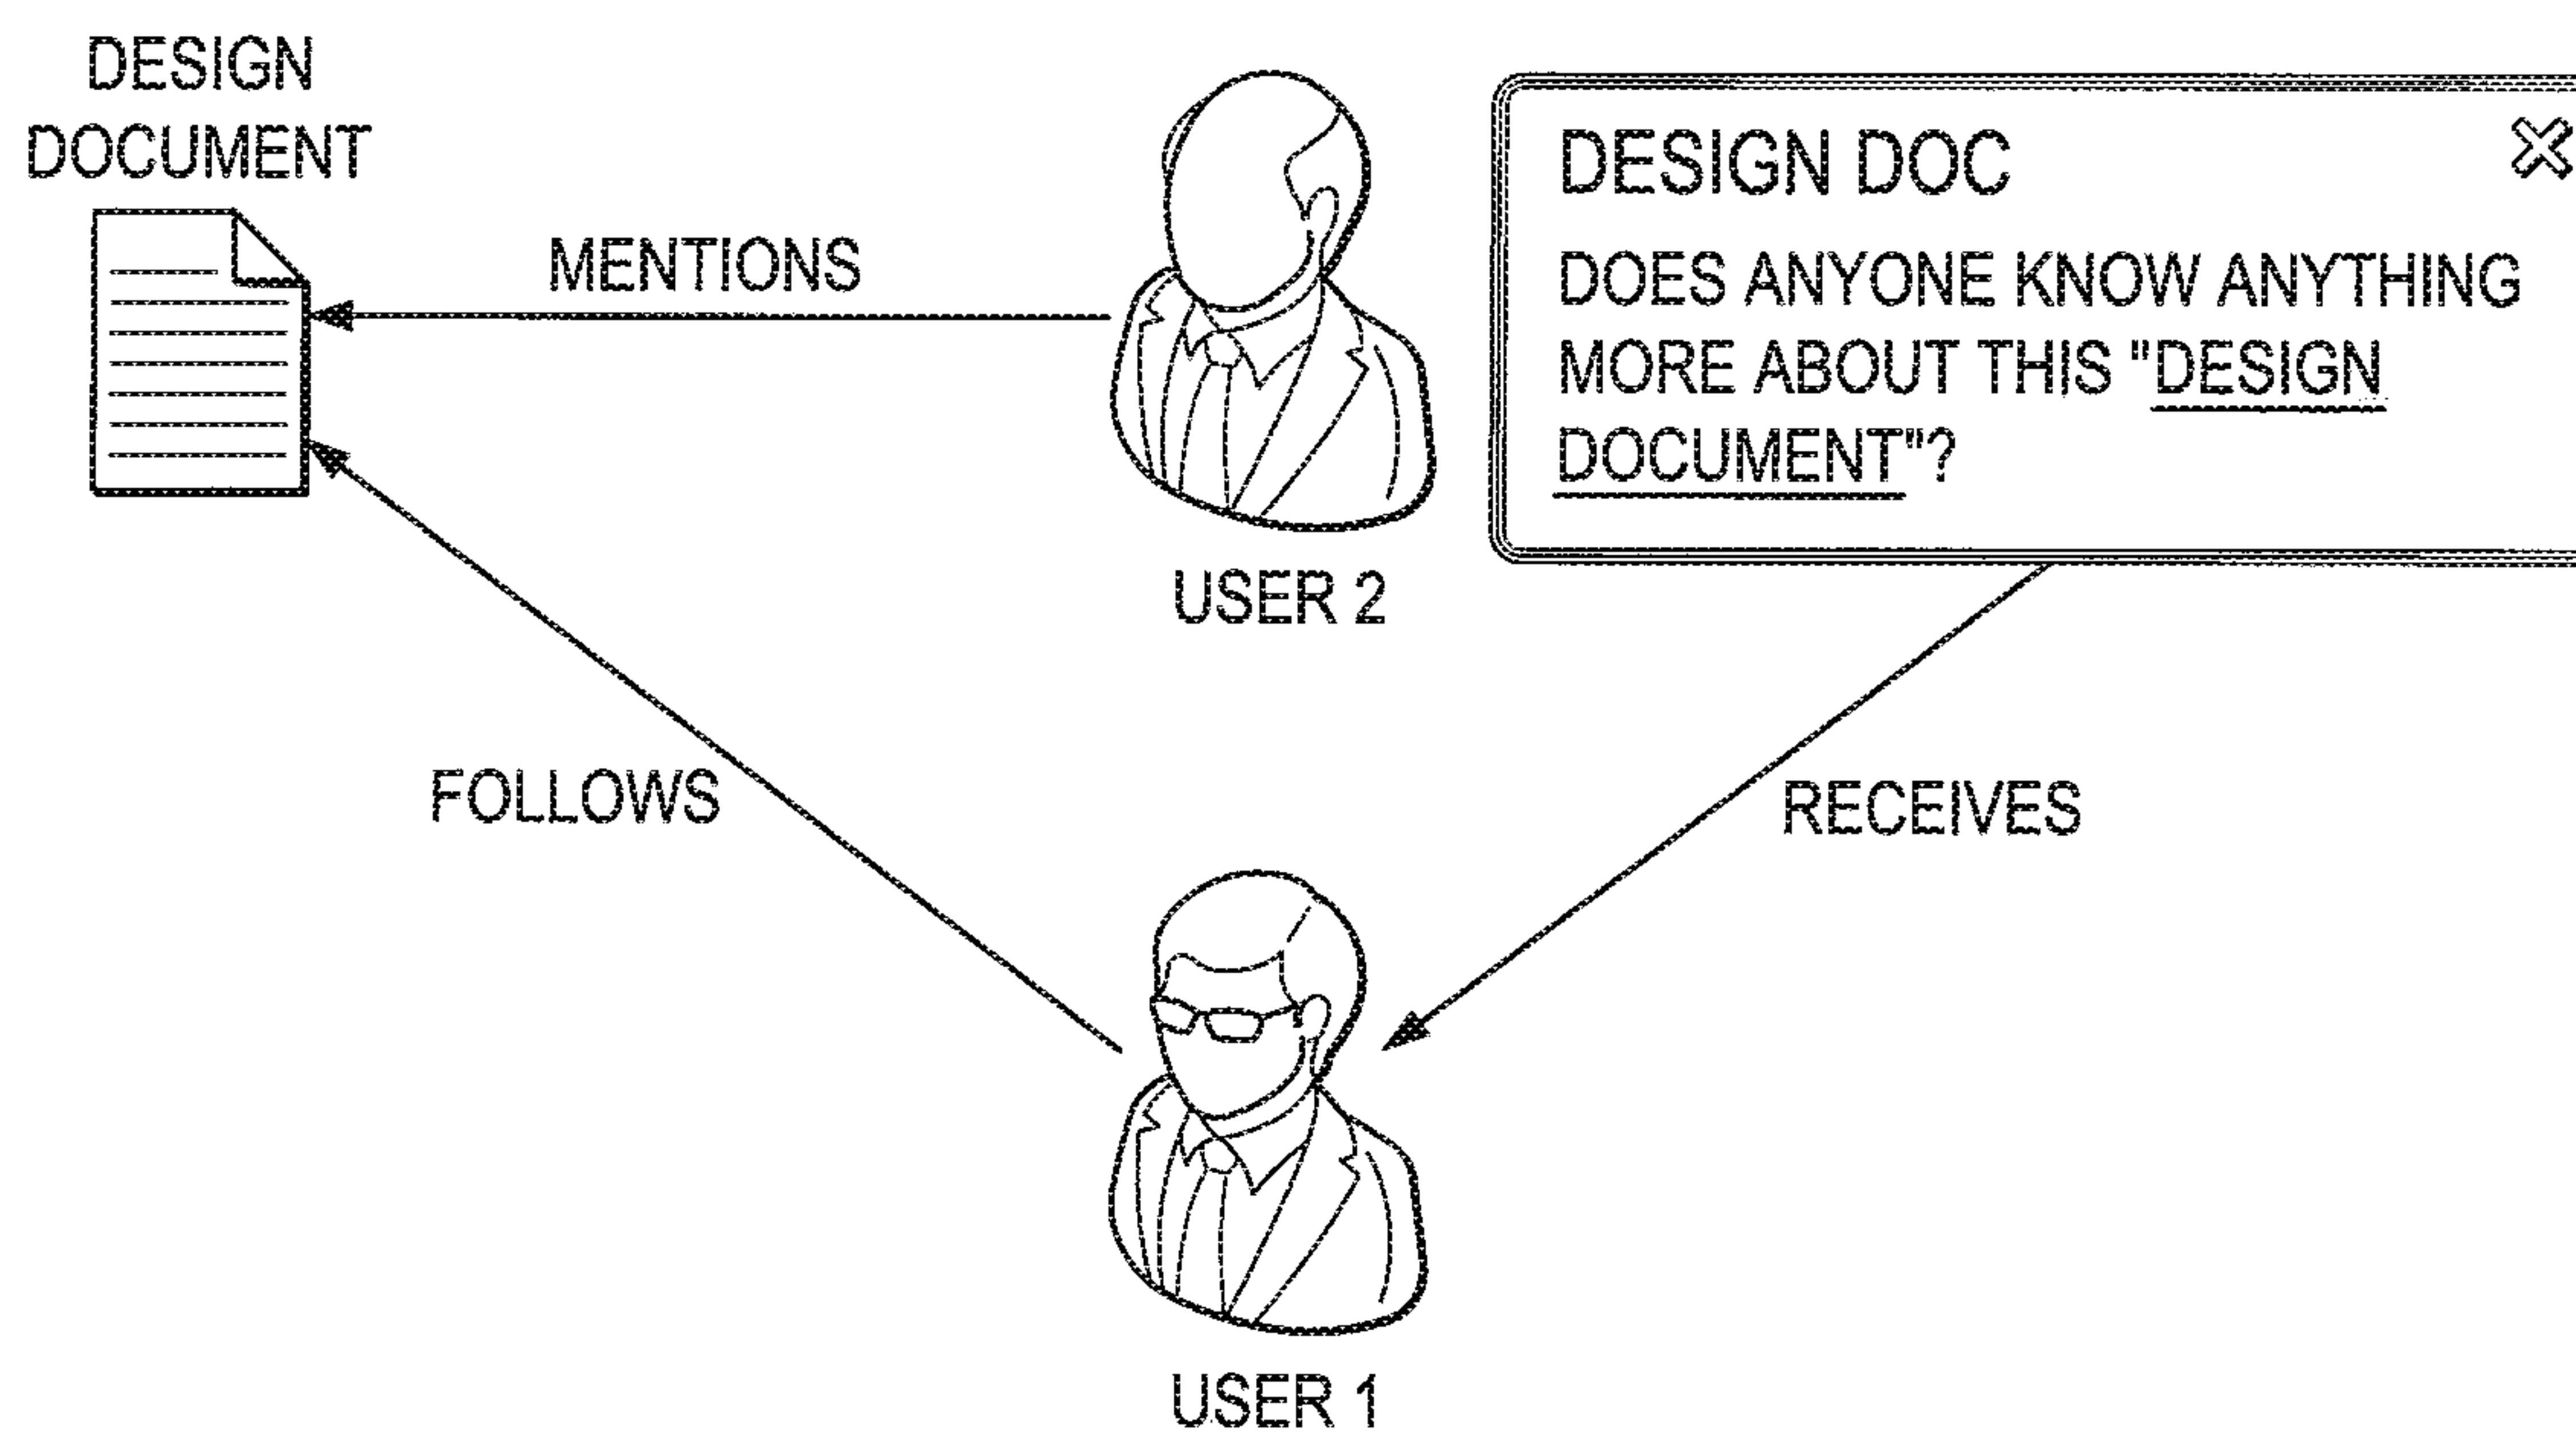 DESIGN
DOCUMENT
MENTIONS
USER 2
DESIGN DOC
DOES ANYONE KNOW ANYTHING
MORE ABOUT THIS "DESIGN
DOCUMENT"?
FOLLOWS
RECEIVES
USER 1